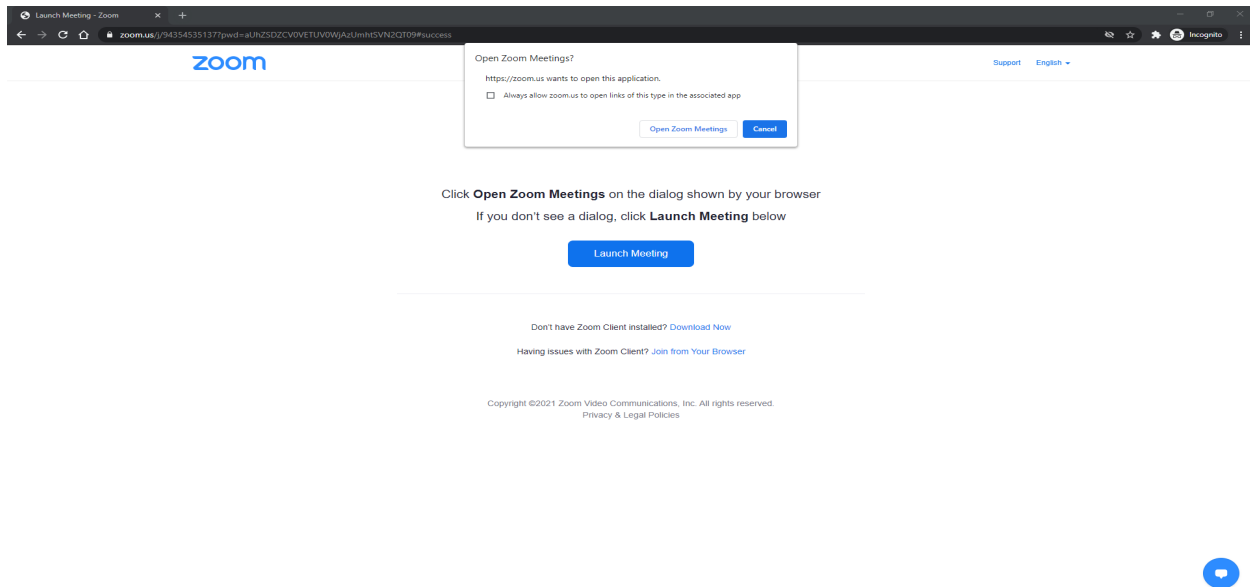 Launch Meeting - Zoom
zoom.us/j/94354535137?pwd=aUhZSDZCV0VETUV0WjAzUmhtSVN2QT09#success
Incognito
zoom
Support English
Open Zoom Meetings?
https://zoom.us wants to open this application.
Always allow zoom.us to open links of this type in the associated app
Open Zoom Meetings Cancel
Click Open Zoom Meetings on the dialog shown by your browser
If you don't see a dialog, click Launch Meeting below
Launch Meeting
Don't have Zoom Client installed? Download Now
Having issues with Zoom Client? Join from Your Browser
Copyright ©2021 Zoom Video Communications, Inc. All rights reserved.
Privacy & Legal Policies